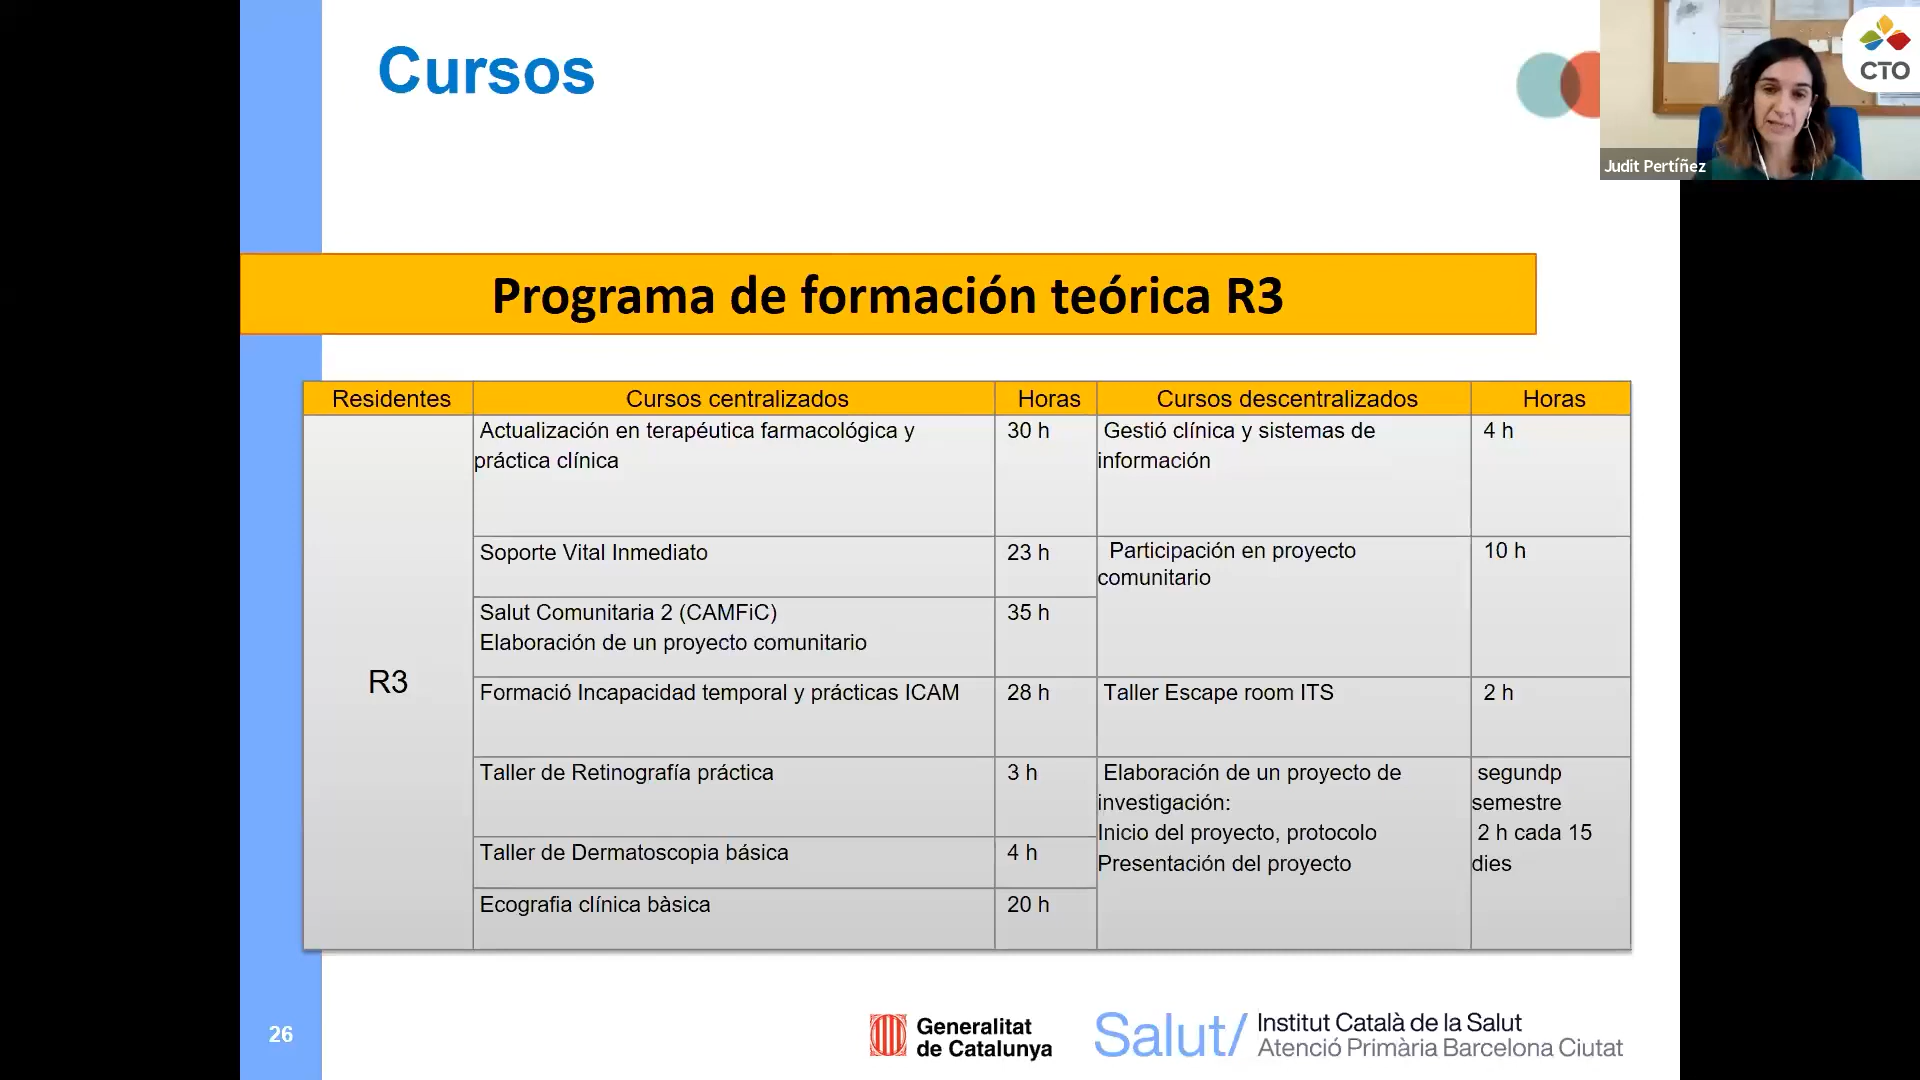 Cursos
CTO
Judit Pertíñez
Programa de formación teórica R3
Residentes
Cursos centralizados
Horas
Cursos descentralizados
Horas
R3
Actualización en terapéutica farmacológica y
práctica clínica
30 h
Gestió clínica y sistemas de
información
4 h
Soporte Vital Inmediato
23 h
Participación en proyecto
comunitario
10 h
Salut Comunitaria 2 (CAMFiC)
Elaboración de un proyecto comunitario
35 h
Formació Incapacidad temporal y prácticas ICAM
28 h
Taller Escape room ITS
2 h
Taller de Retinografía práctica
3 h
Elaboración de un proyecto de
investigación:
Inicio del proyecto, protocolo
Presentación del proyecto
segundp
semestre
2 h cada 15
dies
Taller de Dermatoscopia básica
4 h
Ecografia clínica bàsica
20 h
26
Generalitat
de Catalunya
Salut/
Institut Català de la Salut
Atenció Primària Barcelona Ciutat